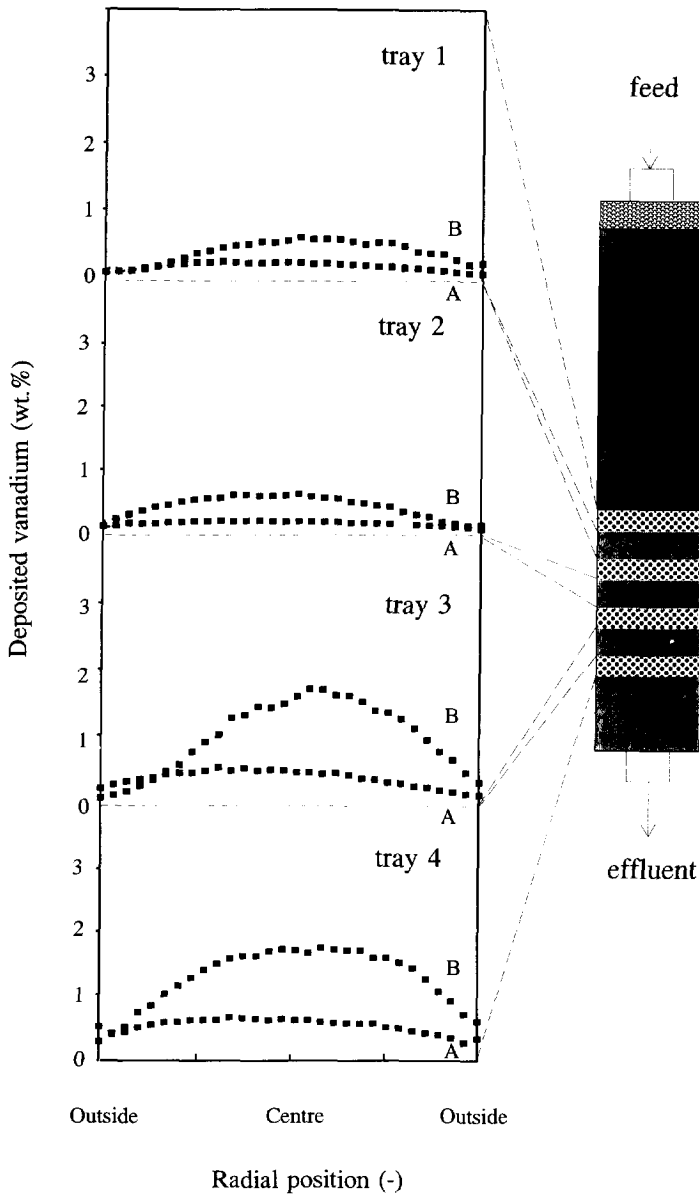 tray 1
3
2
1
0
B
A
tray 2
3
2
1
0
B
A
tray 3
3
2
1
0
B
A
tray 4
3
2
1
0
B
A
Deposited vanadium (wt.%)
Outside Centre Outside
Radial position (-)
feed
effluent